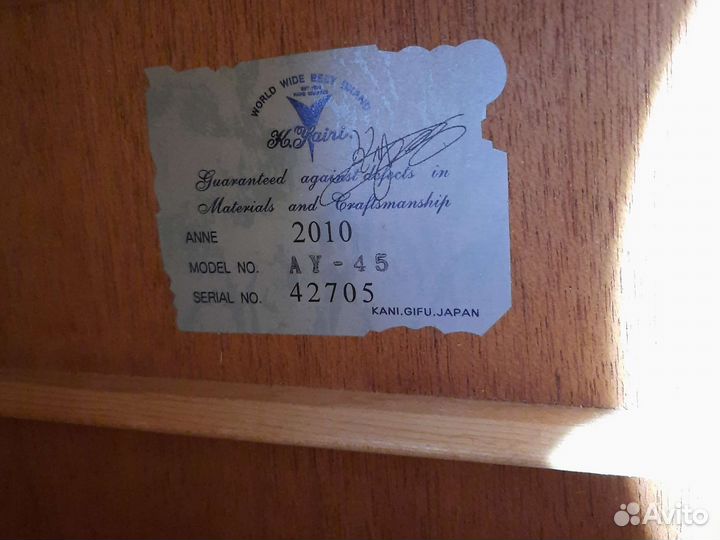 WORLD WIDE BEST BRAND
K.Yairi.
Guaranteed against defects in
Materials and Craftsmanship
ANNE 2010
MODEL NO. AY-45
SERIAL NO. 42705
KANI.GIFU.JAPAN
Avito